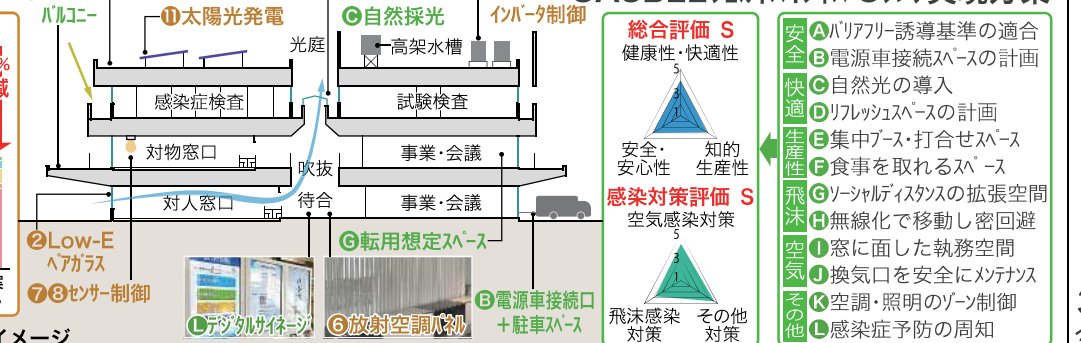 バルコニー
⑪太陽光発電
Ⓒ自然採光
インバータ制御
光庭
高架水槽
感染症検査
試験検査
対物窓口
事業・会議
吹抜
対人窓口
待合
事業・会議
❷Low-E
ペアガラス
❼❽センサー制御
Ⓖ転用想定スペース
Ⓛデジタルサイネージ
❻放射空調パネル
Ⓑ電源車接続口
+駐車スペース
イメージ
総合評価 S
健康性・快適性
5
3
1
安全・
安心性
知的
生産性
感染対策評価 S
空気感染対策
5
3
1
飛沫感染
対策
その他
対策
安全
Ⓐバリアフリー誘導基準の適合
Ⓑ電源車接続スペースの計画
快適
Ⓒ自然光の導入
Ⓓリフレッシュスペースの計画
生産性
Ⓔ集中ブース・打合せスペース
Ⓕ食事を取れるスペース
飛沫
Ⓖソーシャルディスタンスの拡張空間
Ⓗ無線化で移動し密回避
空気
Ⓘ窓に面した執務空間
Ⓙ換気口を安全にメンテナンス
その他
Ⓚ空調・照明のゾーン制御
Ⓛ感染症予防の周知